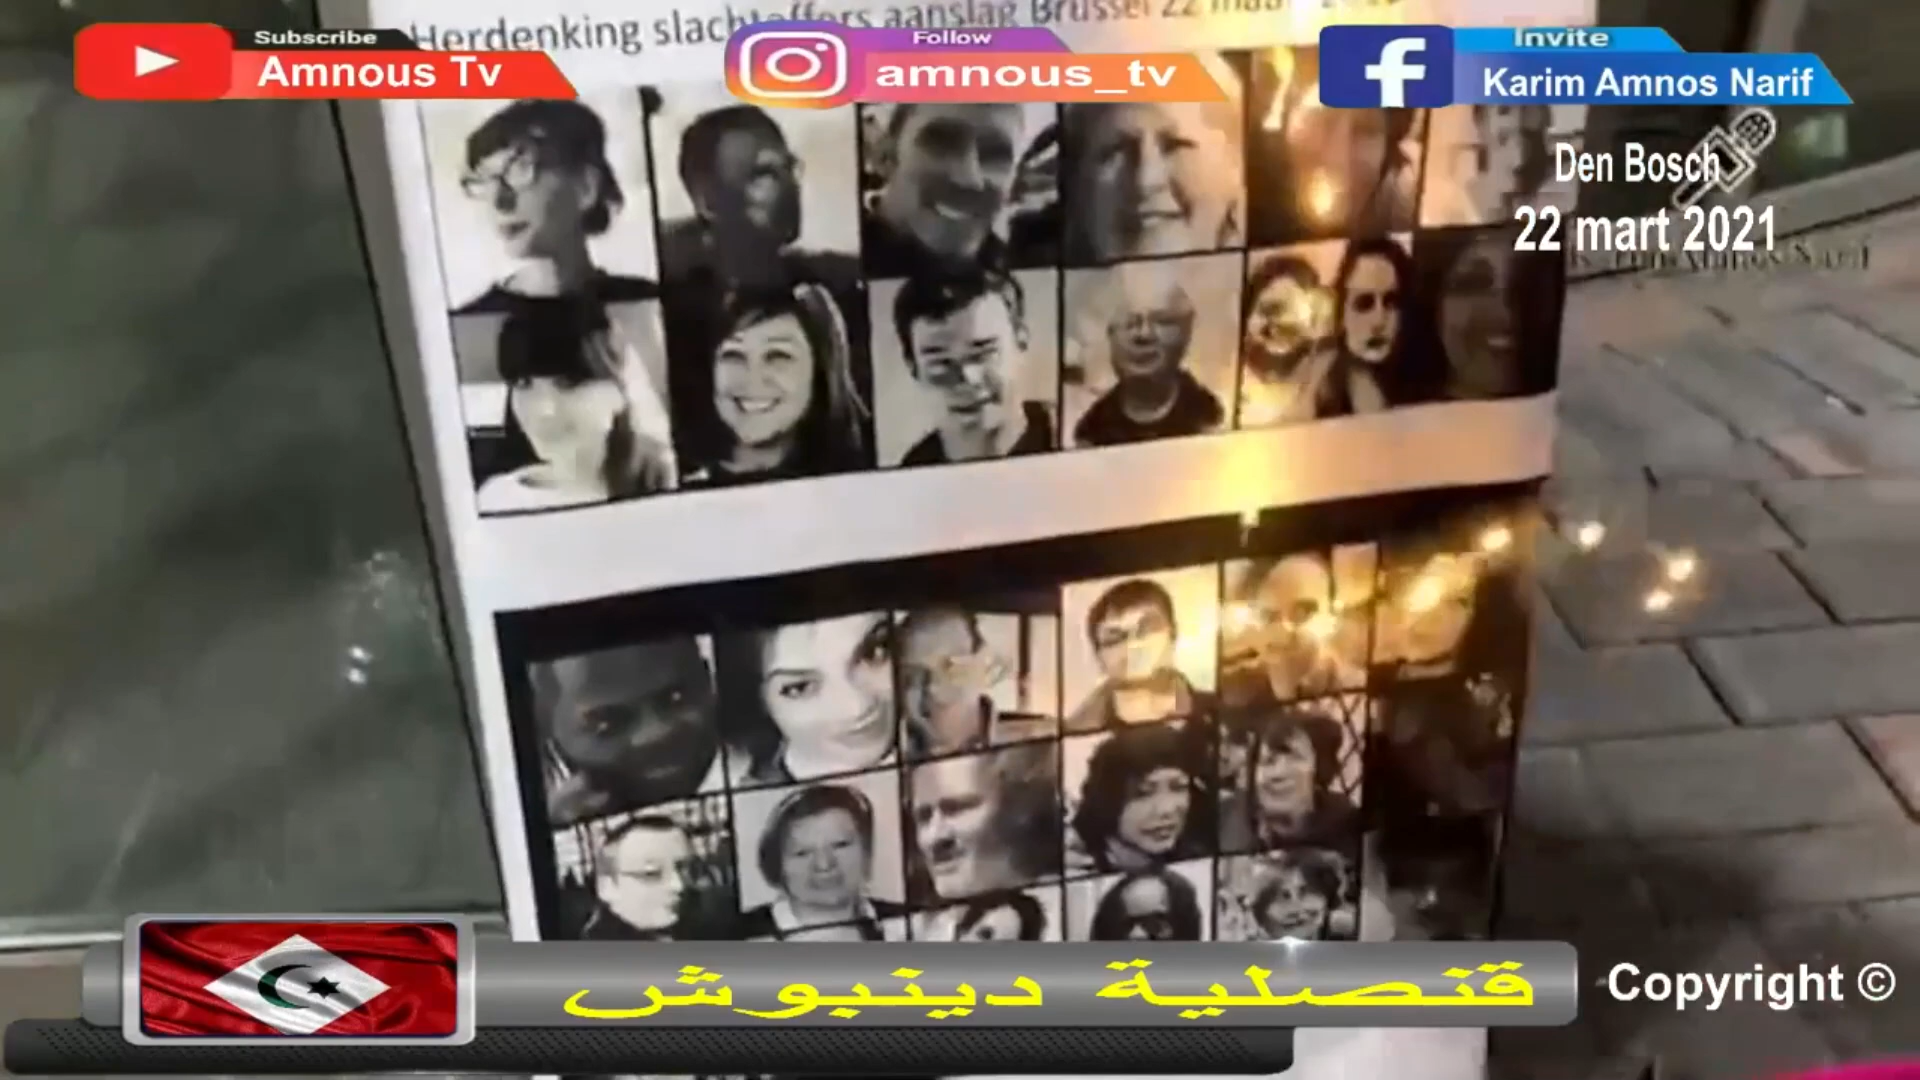 Herdenking slachtoffers aanslag Brussel 22
Subscribe
Amnous Tv
Follow
amnous_tv
Invite
Karim Amnos Narif
Den Bosch
22 mart 2021
قنصلية دينبوش
Copyright ©